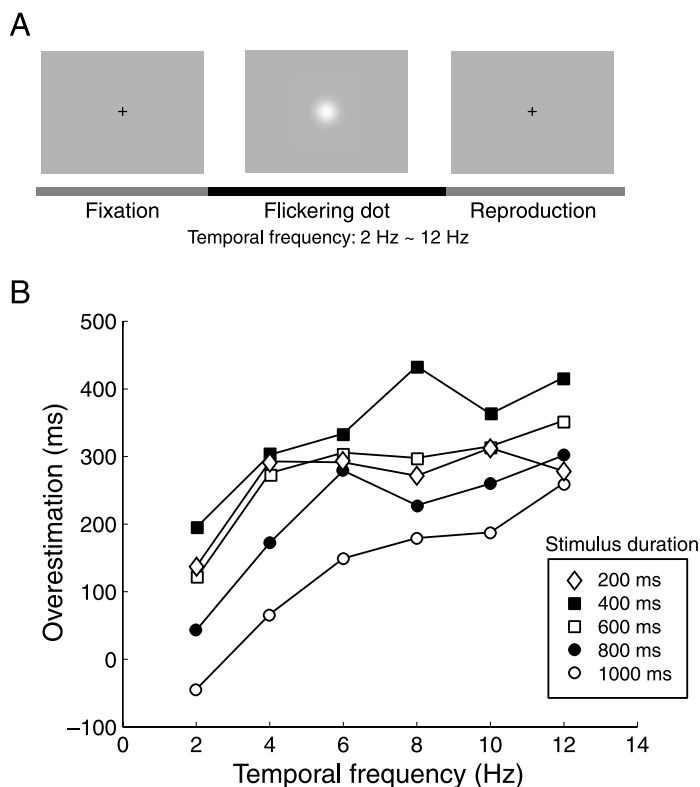 A
+
+
Fixation Flickering dot Reproduction
Temporal frequency: 2 Hz ~ 12 Hz
B
500
400
300
200
100
0
−100
Overestimation (ms)
0 2 4 6 8 10 12 14
Temporal frequency (Hz)
Stimulus duration
200 ms
400 ms
600 ms
800 ms
1000 ms